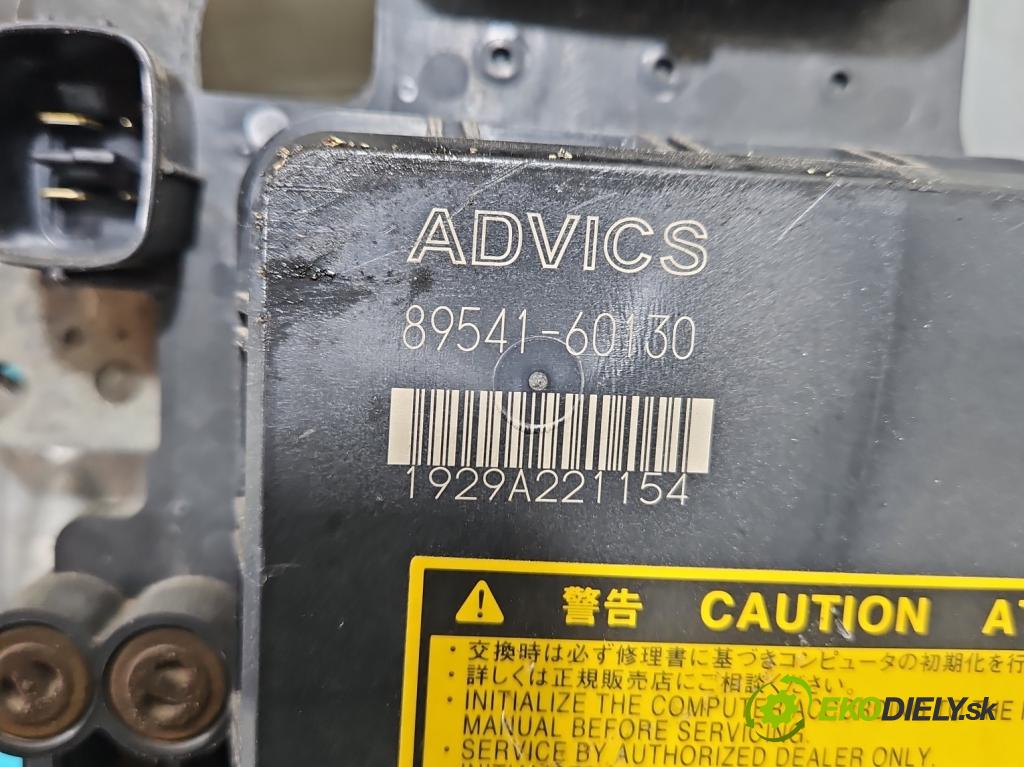 ADVICS
89541-60130
1929A221154
警告 CAUTION
・交換時は必ず修理書に基づきコンピュータの初期化を行
・詳しくは正規販売店にご相談ください。
・INITIALIZE THE COMPUTER
MANUAL BEFORE SERVICING.
・SERVICE BY AUTHORIZED DEALER ONLY.
EKODIELY.sk